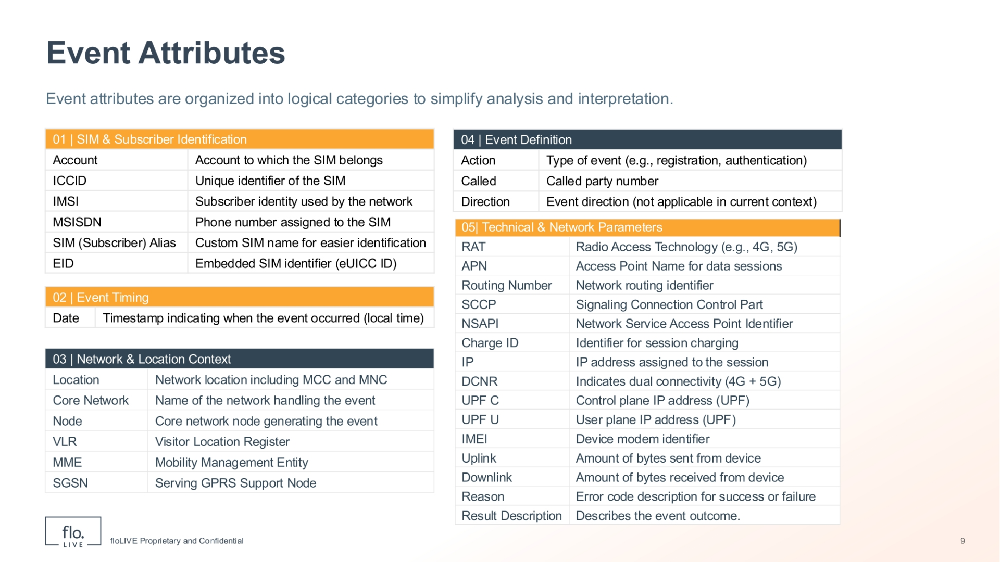 Event Attributes
Event attributes are organized into logical categories to simplify analysis and interpretation.
01 | SIM & Subscriber Identification
Account Account to which the SIM belongs
ICCID Unique identifier of the SIM
IMSI Subscriber identity used by the network
MSISDN Phone number assigned to the SIM
SIM (Subscriber) Alias Custom SIM name for easier identification
EID Embedded SIM identifier (eUICC ID)
02 | Event Timing
Date Timestamp indicating when the event occurred (local time)
03 | Network & Location Context
Location Network location including MCC and MNC
Core Network Name of the network handling the event
Node Core network node generating the event
VLR Visitor Location Register
MME Mobility Management Entity
SGSN Serving GPRS Support Node
04 | Event Definition
Action Type of event (e.g., registration, authentication)
Called Called party number
Direction Event direction (not applicable in current context)
05| Technical & Network Parameters
RAT Radio Access Technology (e.g., 4G, 5G)
APN Access Point Name for data sessions
Routing Number Network routing identifier
SCCP Signaling Connection Control Part
NSAPI Network Service Access Point Identifier
Charge ID Identifier for session charging
IP IP address assigned to the session
DCNR Indicates dual connectivity (4G + 5G)
UPF C Control plane IP address (UPF)
UPF U User plane IP address (UPF)
IMEI Device modem identifier
Uplink Amount of bytes sent from device
Downlink Amount of bytes received from device
Reason Error code description for success or failure
Result Description Describes the event outcome.
flo.
LIVE
floLIVE Proprietary and Confidential
9